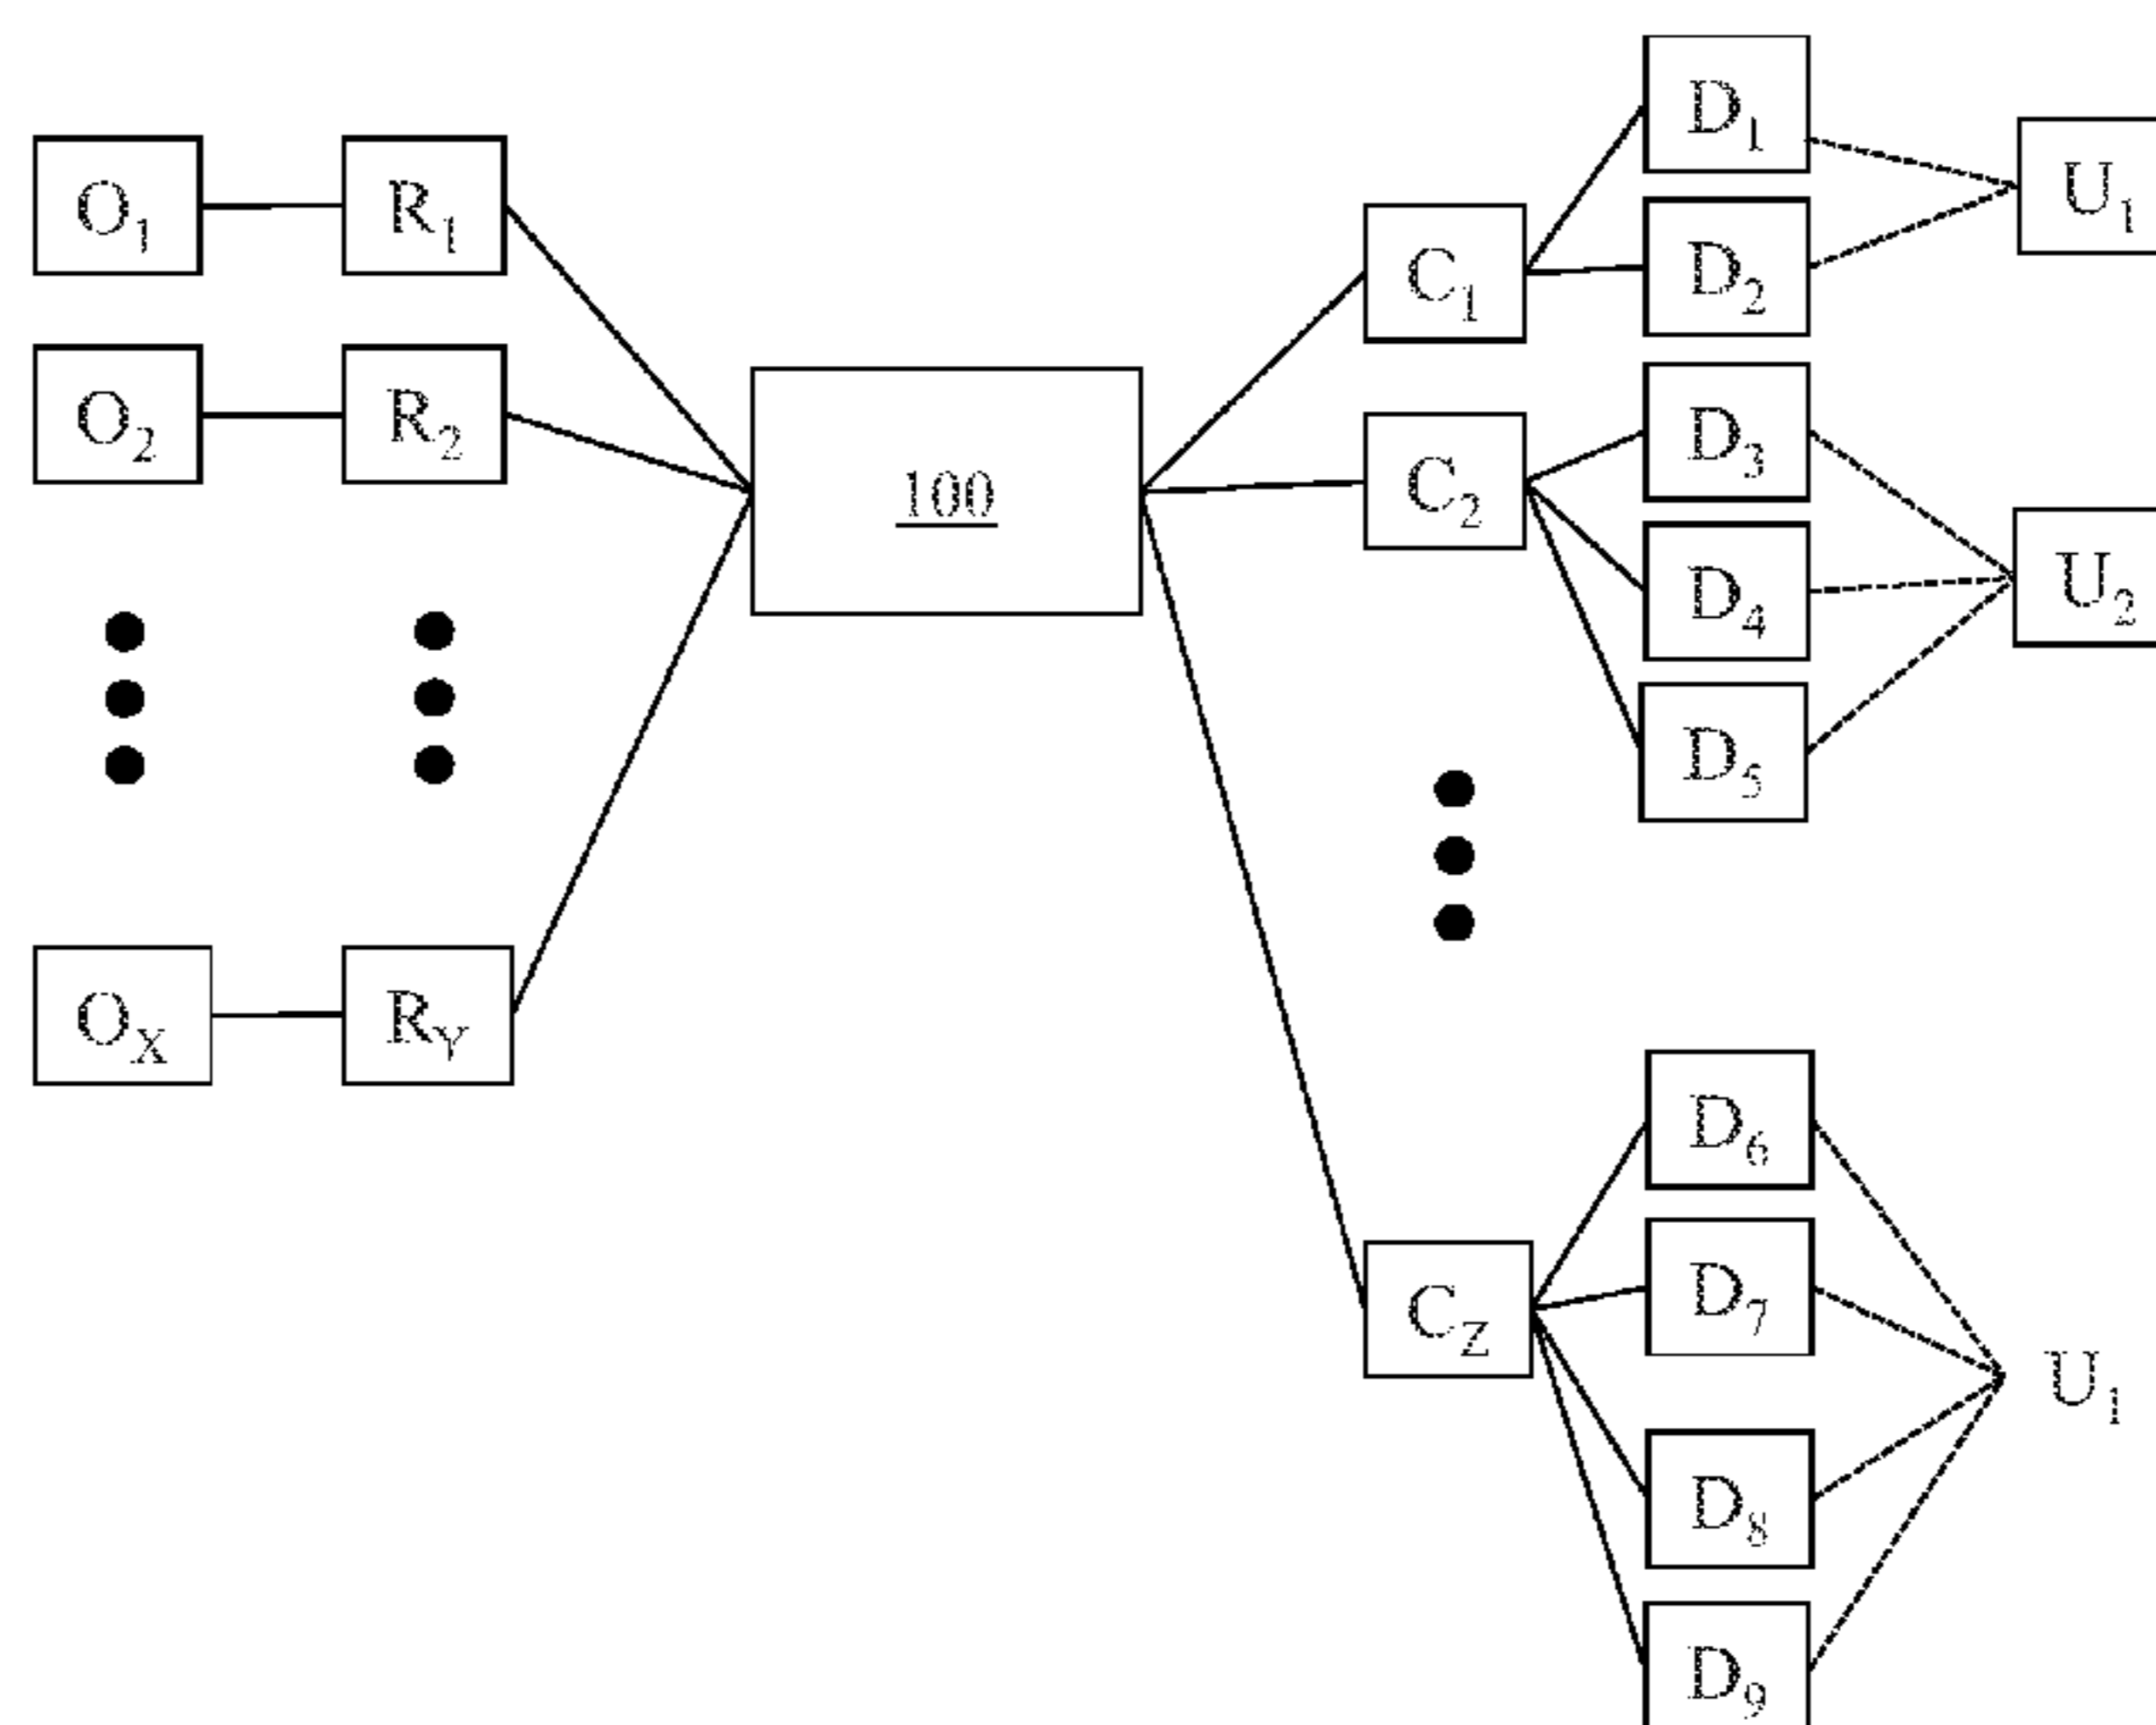 O1
R1
O2
R2
OX
RY
100
C1
C2
CZ
D1
D2
D3
D4
D5
D6
D7
D8
D9
U1
U2
U1